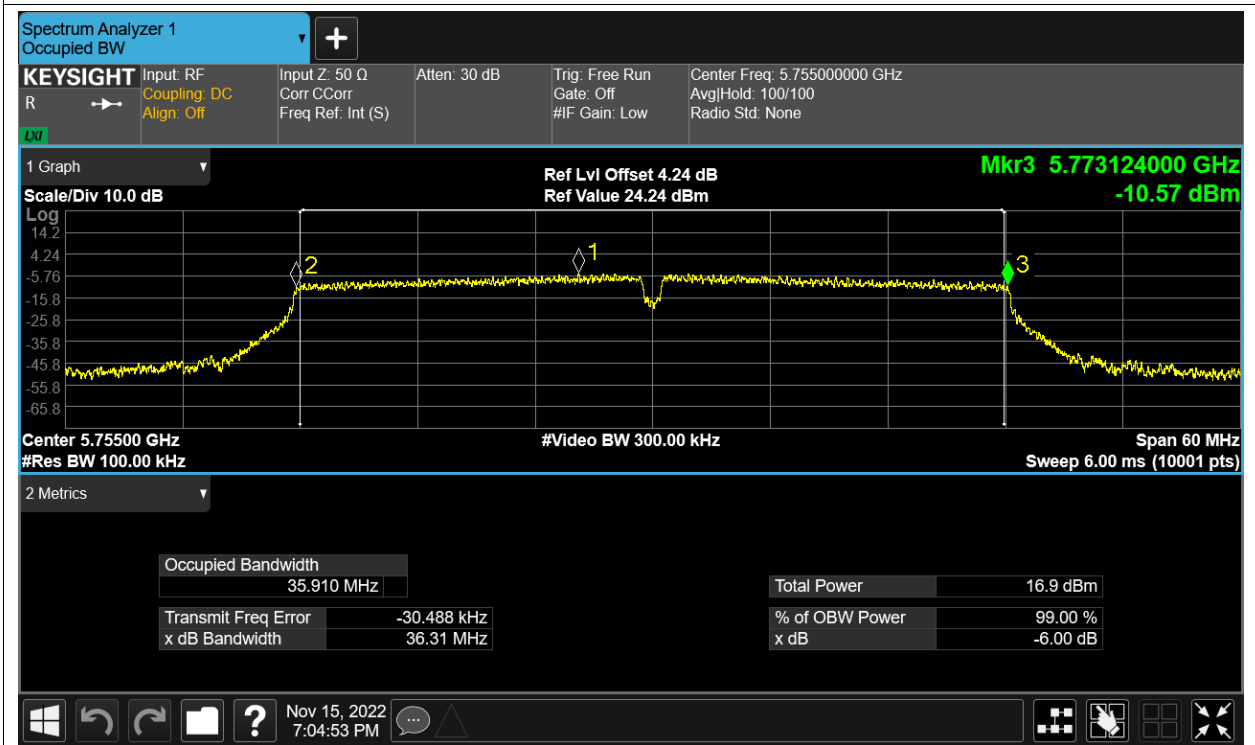 Spectrum Analyzer 1
Occupied BW
KEYSIGHT
R
LXI
Input: RF
Coupling: DC
Align: Off
Input Z: 50 Ω
Corr CCorr
Freq Ref: Int (S)
Atten: 30 dB
Trig: Free Run
Gate: Off
#IF Gain: Low
Center Freq: 5.755000000 GHz
Avg|Hold: 100/100
Radio Std: None
1 Graph
Scale/Div 10.0 dB
Ref Lvl Offset 4.24 dB
Ref Value 24.24 dBm
Mkr3 5.773124000 GHz
-10.57 dBm
Log
14.2
4.24
-5.76
-15.8
-25.8
-35.8
-45.8
-55.8
-65.8
2
1
3
Center 5.75500 GHz
#Video BW 300.00 kHz
Span 60 MHz
#Res BW 100.00 kHz
Sweep 6.00 ms (10001 pts)
2 Metrics
Occupied Bandwidth
35.910 MHz
Total Power 16.9 dBm
Transmit Freq Error -30.488 kHz
% of OBW Power 99.00 %
x dB Bandwidth 36.31 MHz
x dB -6.00 dB
?
Nov 15, 2022
7:04:53 PM